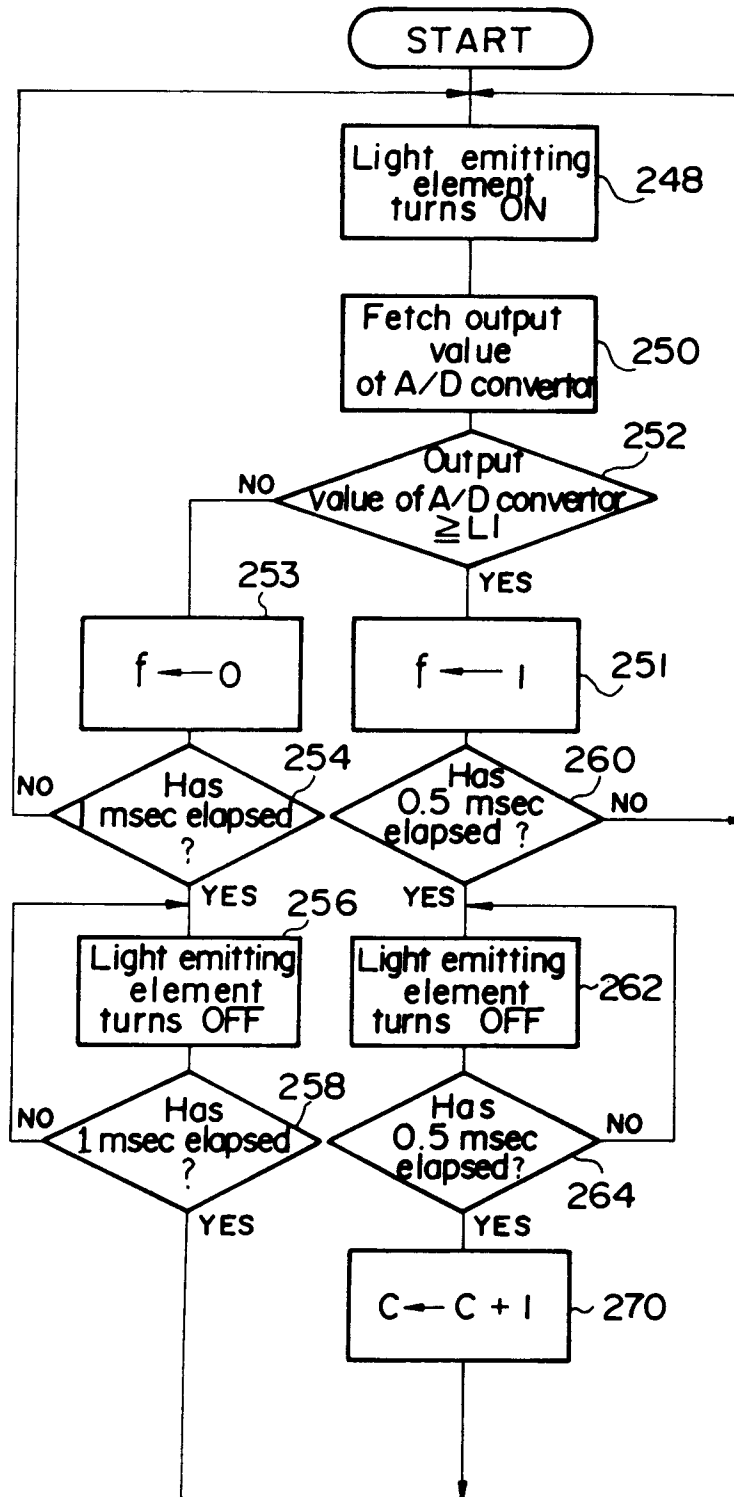 START
Light emitting
element
turns ON
248
Fetch output
value
of A/D convertor
250
Output
value of A/D convertor
≧ L1
252
NO
YES
253
f ← 0
f ← 1
251
Has
1 msec elapsed
?
254
NO
YES
Has
0.5 msec
elapsed ?
260
NO
YES
256
Light emitting
element
turns OFF
Light emitting
element
turns OFF
262
Has
1 msec elapsed
?
258
NO
YES
Has
0.5 msec
elapsed?
264
NO
YES
C ← C + 1
270